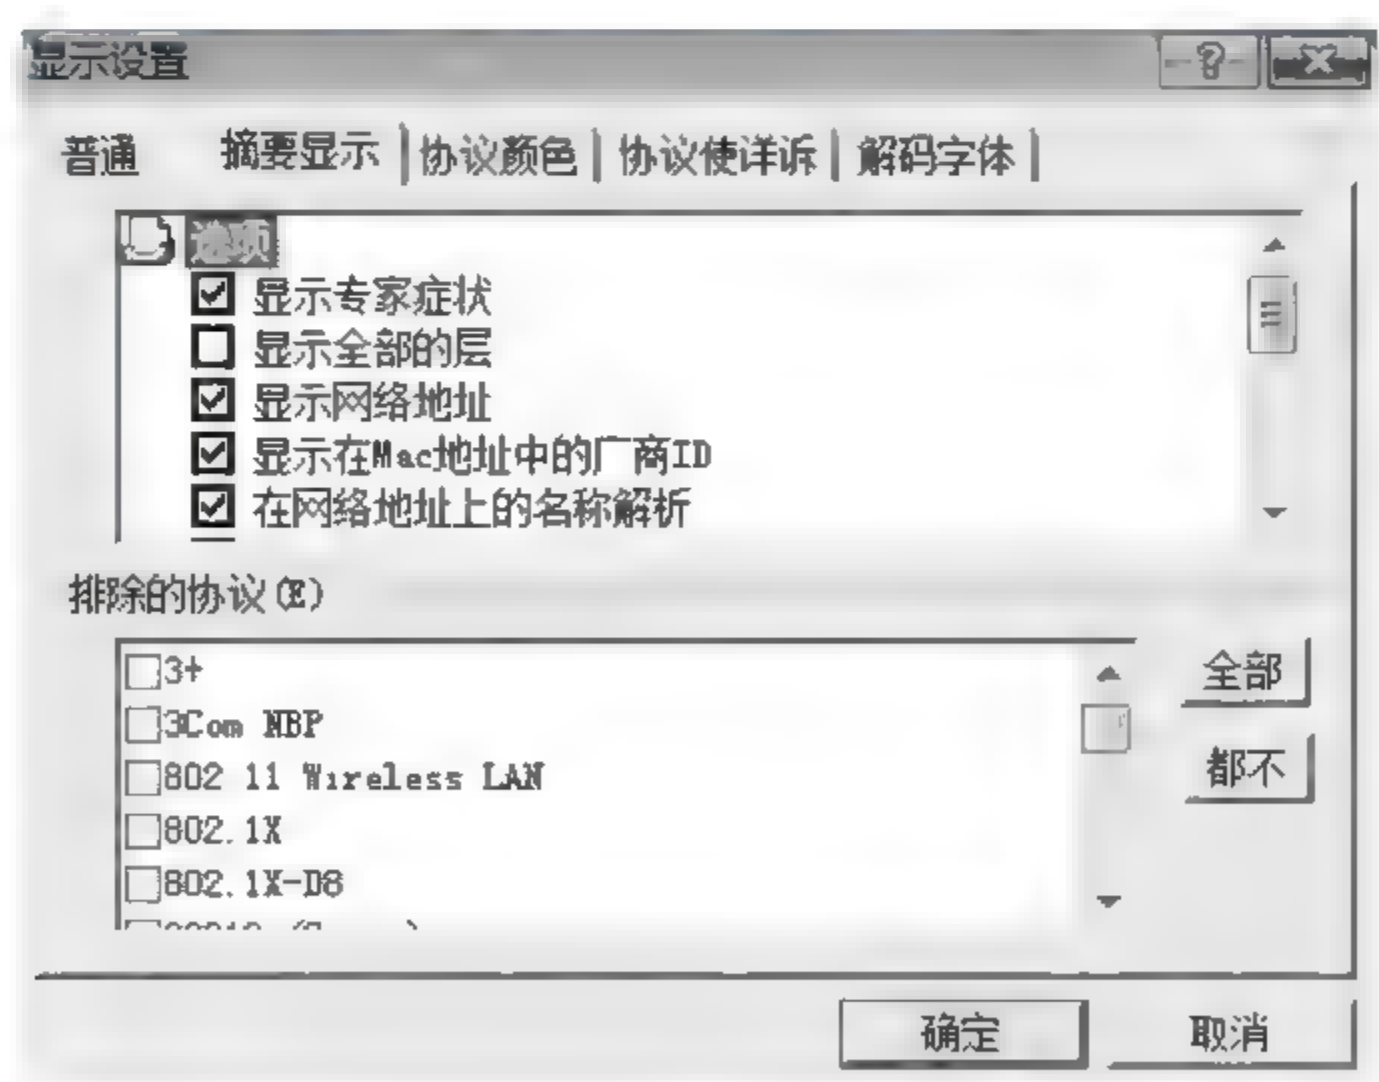 显示设置
普通 摘要显示 协议颜色 协议使详诉 解码字体
选项
显示专家症状
显示全部的层
显示网络地址
显示在Mac地址中的厂商ID
在网络地址上的名称解析
排除的协议(E)
3+
全部
3Com NBP
802 11 Wireless LAN
都不
802.1X
802.1X-D8
确定 取消